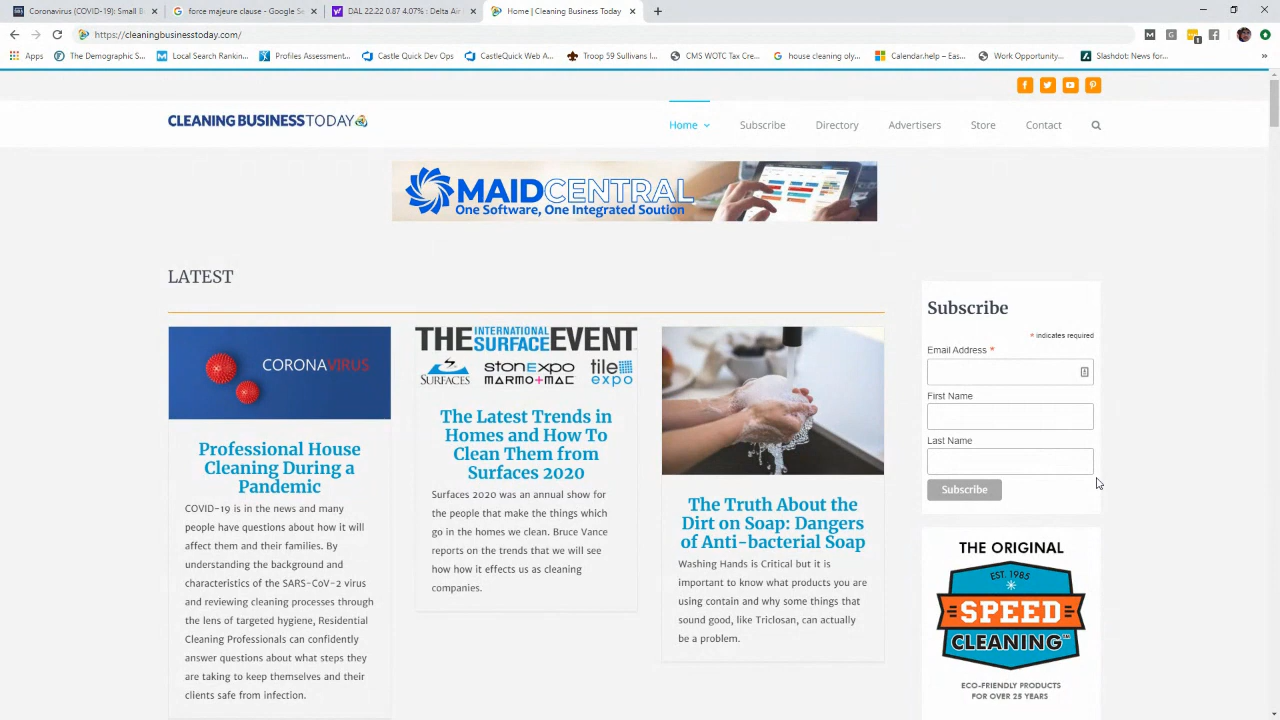 Coronavirus (COVID-19): Small B
force majeure clause - Google Se
DAL 22.22 0.87 4.07% : Delta Air
Home | Cleaning Business Today
https://cleaningbusinesstoday.com/
Apps
The Demographic S...
Local Search Rankin...
Profiles Assessment...
Castle Quick Dev Ops
CastleQuick Web A...
Troop 59 Sullivans I...
CMS WOTC Tax Cre...
house cleaning oly...
Calendar.help – Eas...
Work Opportunity...
Slashdot: News for...
CLEANING BUSINESS TODAY
Home
Subscribe
Directory
Advertisers
Store
Contact
MAIDCENTRAL
One Software, One Integrated Soution
LATEST
CORONAVIRUS
Professional House
Cleaning During a
Pandemic
COVID-19 is in the news and many
people have questions about how it will
affect them and their families. By
understanding the background and
characteristics of the SARS-CoV-2 virus
and reviewing cleaning processes through
the lens of targeted hygiene, Residential
Cleaning Professionals can confidently
answer questions about what steps they
are taking to keep themselves and their
clients safe from infection.
THE INTERNATIONAL SURFACE EVENT
SURFACES
stonExpo
marmo+mac
tile expo
The Latest Trends in
Homes and How To
Clean Them from
Surfaces 2020
Surfaces 2020 was an annual show for
the people that make the things which
go in the homes we clean. Bruce Vance
reports on the trends that we will see
how how it effects us as cleaning
companies.
The Truth About the
Dirt on Soap: Dangers
of Anti-bacterial Soap
Washing Hands is Critical but it is
important to know what products you are
using contain and why some things that
sound good, like Triclosan, can actually
be a problem.
Subscribe
* indicates required
Email Address *
First Name
Last Name
Subscribe
THE ORIGINAL
EST. 1985
SPEED
CLEANING
ECO-FRIENDLY PRODUCTS
FOR OVER 25 YEARS